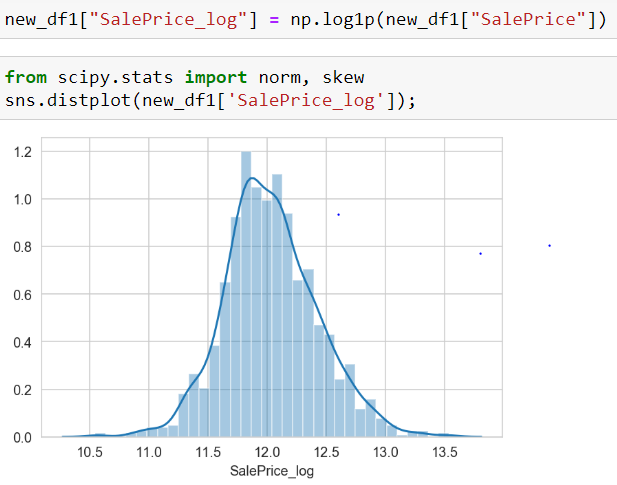 new_df1["SalePrice_log"] = np.log1p(new_df1["SalePrice"])
from scipy.stats import norm, skew
sns.distplot(new_df1['SalePrice_log']);
1.2
1.0
0.8
0.6
0.4
0.2
0.0
10.5 11.0 11.5 12.0 12.5 13.0 13.5
SalePrice_log